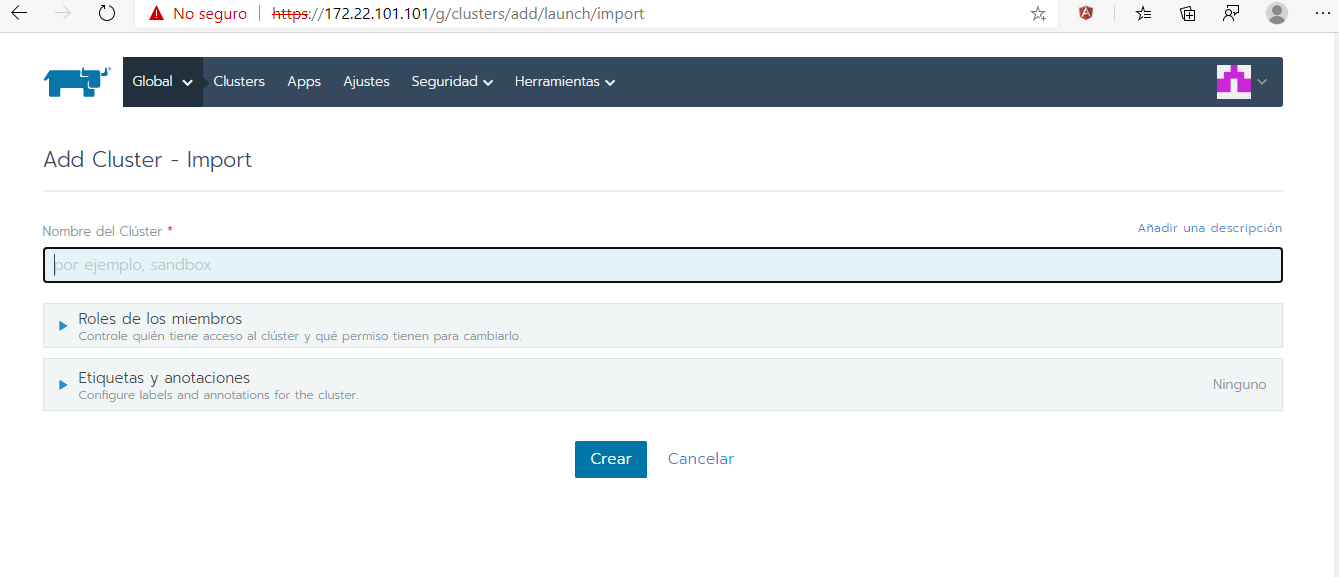 No seguro https://172.22.101.101/g/clusters/add/launch/import
Global Clusters Apps Ajustes Seguridad Herramientas
Add Cluster - Import
Nombre del Clúster *
Añadir una descripción
por ejemplo, sandbox
Roles de los miembros
Controle quién tiene acceso al clúster y qué permiso tienen para cambiarlo.
Etiquetas y anotaciones
Configure labels and annotations for the cluster.
Ninguno
Crear Cancelar